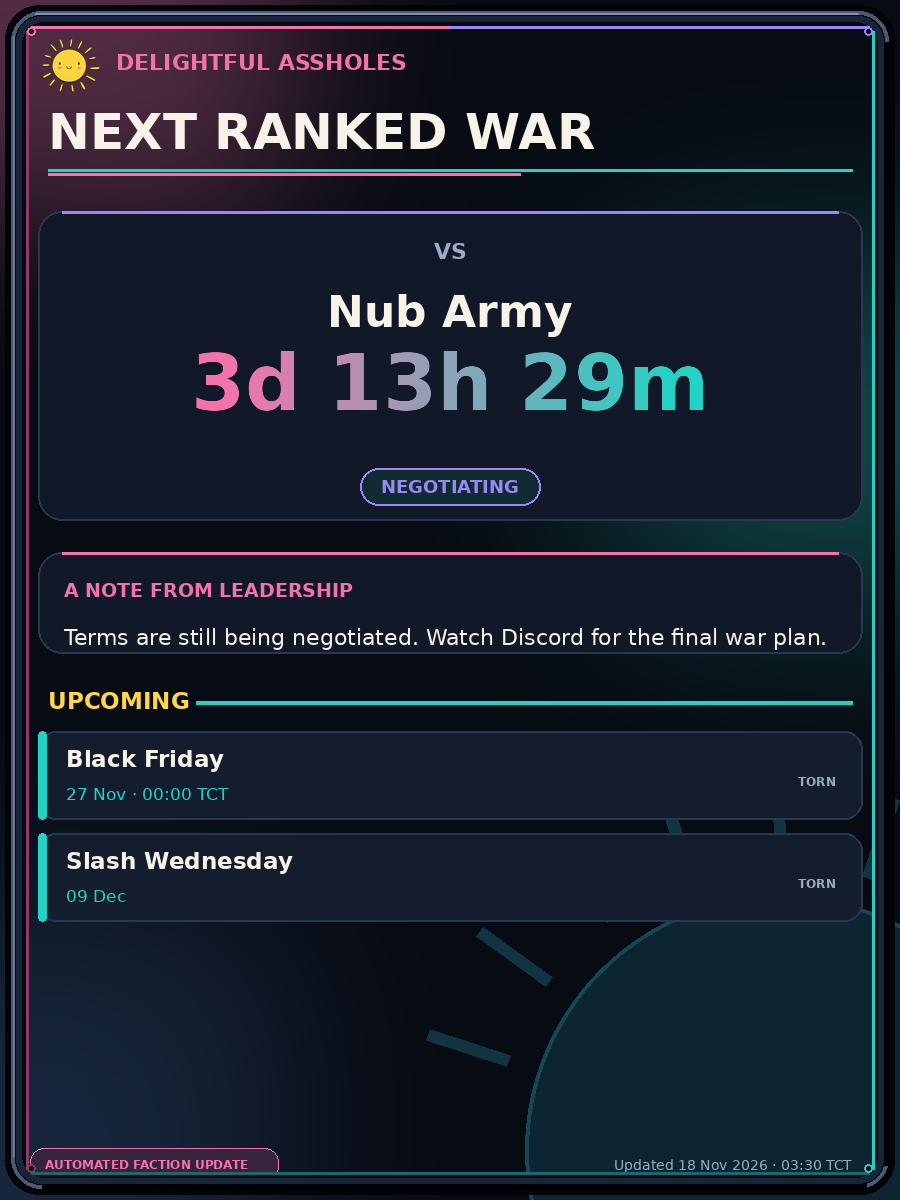 DELIGHTFUL ASSHOLES
NEXT RANKED WAR
VS
Nub Army
3d 13h 29m
NEGOTIATING
A NOTE FROM LEADERSHIP
Terms are still being negotiated. Watch Discord for the final war plan.
UPCOMING
Black Friday
27 Nov · 00:00 TCT
TORN
Slash Wednesday
09 Dec
TORN
AUTOMATED FACTION UPDATE
Updated 18 Nov 2026 · 03:30 TCT